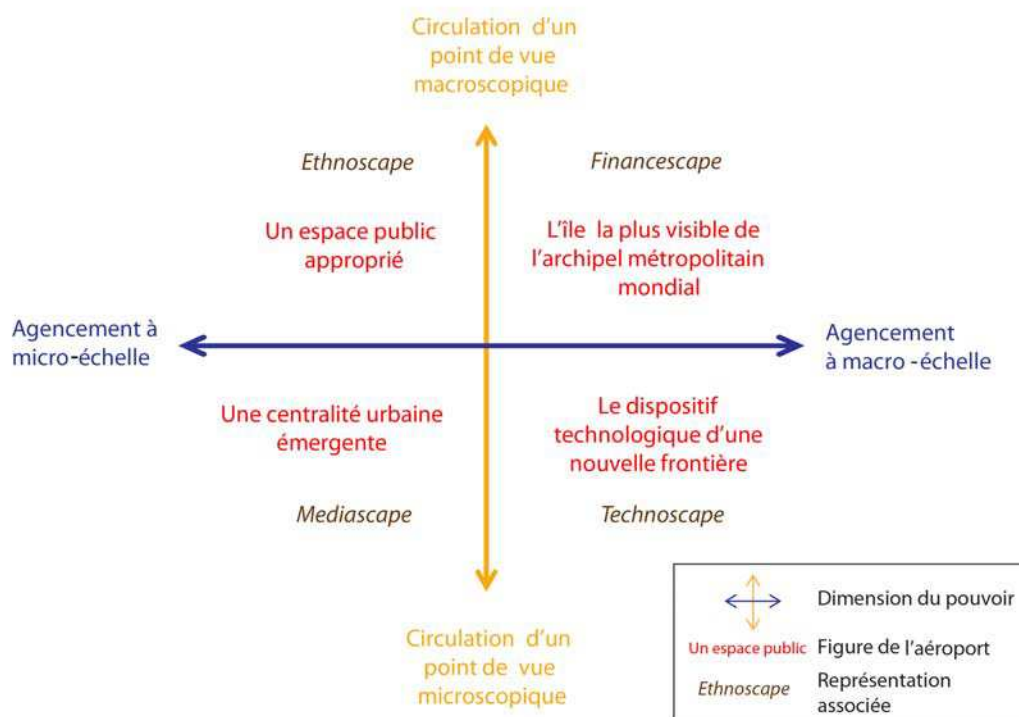 Circulation d'un
point de vue
macroscopique
Ethnoscape
Financescape
Un espace public
approprié
L'île la plus visible de
l'archipel métropolitain
mondial
Agencement à
micro-échelle
Agencement
à macro -échelle
Une centralité urbaine
émergente
Le dispositif
technologique d'une
nouvelle frontière
Mediascape
Technoscape
Circulation d'un
point de vue
microscopique
Dimension du pouvoir
Un espace public
Figure de l'aéroport
Ethnoscape
Représentation
associée